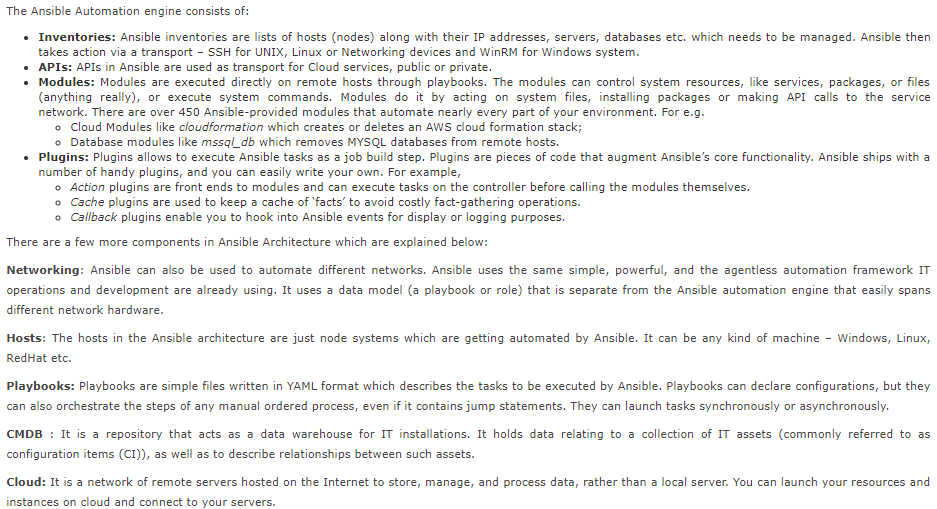 The Ansible Automation engine consists of:
• Inventories: Ansible inventories are lists of hosts (nodes) along with their IP addresses, servers, databases etc. which needs to be managed. Ansible then
takes action via a transport – SSH for UNIX, Linux or Networking devices and WinRM for Windows system.
• APIs: APIs in Ansible are used as transport for Cloud services, public or private.
• Modules: Modules are executed directly on remote hosts through playbooks. The modules can control system resources, like services, packages, or files
(anything really), or execute system commands. Modules do it by acting on system files, installing packages or making API calls to the service
network. There are over 450 Ansible-provided modules that automate nearly every part of your environment. For e.g.
◦ Cloud Modules like cloudformation which creates or deletes an AWS cloud formation stack;
◦ Database modules like mssql_db which removes MYSQL databases from remote hosts.
• Plugins: Plugins allows to execute Ansible tasks as a job build step. Plugins are pieces of code that augment Ansible's core functionality. Ansible ships with a
number of handy plugins, and you can easily write your own. For example,
◦ Action plugins are front ends to modules and can execute tasks on the controller before calling the modules themselves.
◦ Cache plugins are used to keep a cache of ‘facts’ to avoid costly fact-gathering operations.
◦ Callback plugins enable you to hook into Ansible events for display or logging purposes.
There are a few more components in Ansible Architecture which are explained below:
Networking: Ansible can also be used to automate different networks. Ansible uses the same simple, powerful, and the agentless automation framework IT
operations and development are already using. It uses a data model (a playbook or role) that is separate from the Ansible automation engine that easily spans
different network hardware.
Hosts: The hosts in the Ansible architecture are just node systems which are getting automated by Ansible. It can be any kind of machine – Windows, Linux,
RedHat etc.
Playbooks: Playbooks are simple files written in YAML format which describes the tasks to be executed by Ansible. Playbooks can declare configurations, but they
can also orchestrate the steps of any manual ordered process, even if it contains jump statements. They can launch tasks synchronously or asynchronously.
CMDB : It is a repository that acts as a data warehouse for IT installations. It holds data relating to a collection of IT assets (commonly referred to as
configuration items (CI)), as well as to describe relationships between such assets.
Cloud: It is a network of remote servers hosted on the Internet to store, manage, and process data, rather than a local server. You can launch your resources and
instances on cloud and connect to your servers.